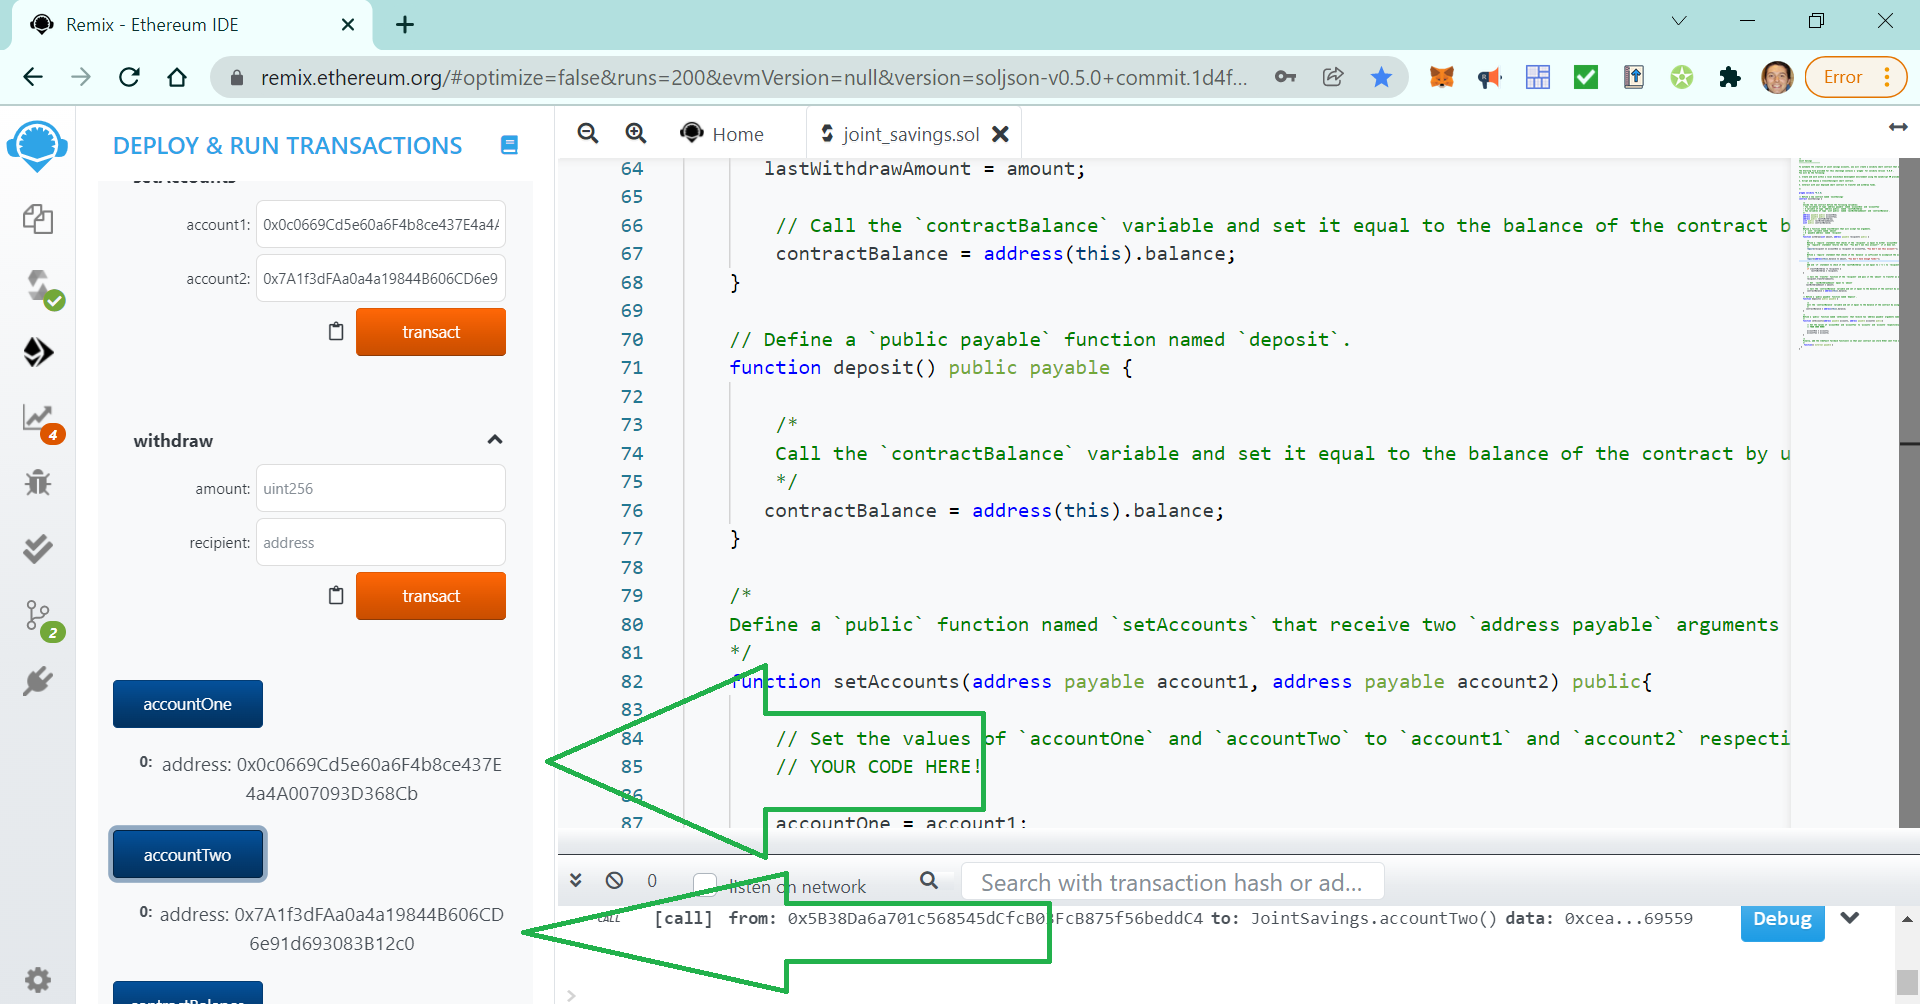 Remix - Ethereum IDE
remix.ethereum.org/#optimize=false&runs=200&evmVersion=null&version=soljson-v0.5.0+commit.1d4f...
Error
DEPLOY & RUN TRANSACTIONS
setAccounts
account1: 0x0c0669Cd5e60a6F4b8ce437E4a4A
account2: 0x7A1f3dFAa0a4a19844B606CD6e9
transact
withdraw
amount: uint256
recipient: address
transact
accountOne
0: address: 0x0c0669Cd5e60a6F4b8ce437E
4a4A007093D368Cb
accountTwo
0: address: 0x7A1f3dFAa0a4a19844B606CD
6e91d693083B12c0
contractBalance
4
2
Home
joint_savings.sol
64 lastWithdrawAmount = amount;
65
66 // Call the `contractBalance` variable and set it equal to the balance of the contract b
67 contractBalance = address(this).balance;
68 }
69
70 // Define a `public payable` function named `deposit`.
71 function deposit() public payable {
72
73 /*
74 Call the `contractBalance` variable and set it equal to the balance of the contract by u
75 */
76 contractBalance = address(this).balance;
77 }
78
79 /*
80 Define a `public` function named `setAccounts` that receive two `address payable` arguments
81 */
82 function setAccounts(address payable account1, address payable account2) public{
83
84 // Set the values of `accountOne` and `accountTwo` to `account1` and `account2` respecti
85 // YOUR CODE HERE!
86
87 accountOne = account1;
0
listen on network
Search with transaction hash or ad...
CALL [call] from: 0x5B38Da6a701c568545dCfcB03FcB875f56beddC4 to: JointSavings.accountTwo() data: 0xcea...69559
Debug
>